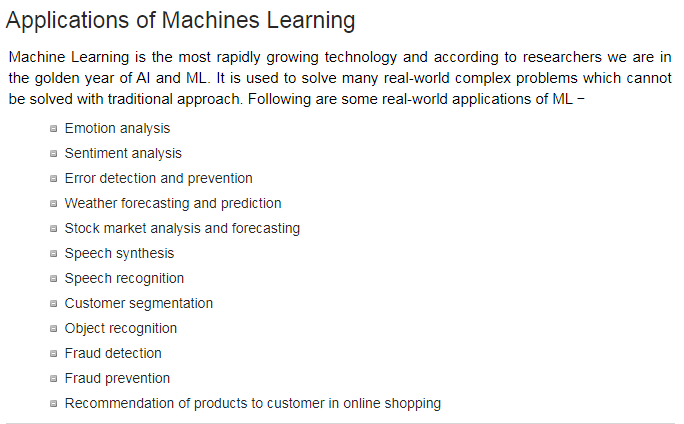 Applications of Machines Learning
Machine Learning is the most rapidly growing technology and according to researchers we are in
the golden year of AI and ML. It is used to solve many real-world complex problems which cannot
be solved with traditional approach. Following are some real-world applications of ML −
Emotion analysis
Sentiment analysis
Error detection and prevention
Weather forecasting and prediction
Stock market analysis and forecasting
Speech synthesis
Speech recognition
Customer segmentation
Object recognition
Fraud detection
Fraud prevention
Recommendation of products to customer in online shopping